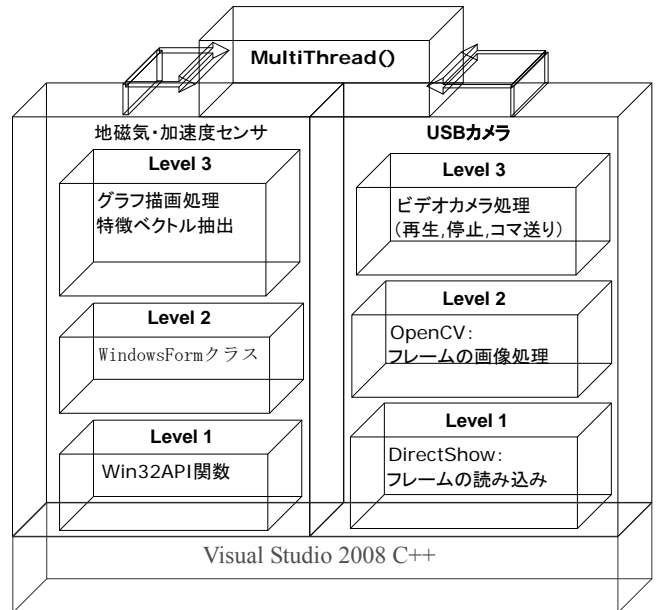 MultiThread()
地磁気・加速度センサ
Level 3
グラフ描画処理
特徴ベクトル抽出
Level 2
WindowsFormクラス
Level 1
Win32API関数
USBカメラ
Level 3
ビデオカメラ処理
(再生,停止,コマ送り)
Level 2
OpenCV:
フレームの画像処理
Level 1
DirectShow:
フレームの読み込み
Visual Studio 2008 C++